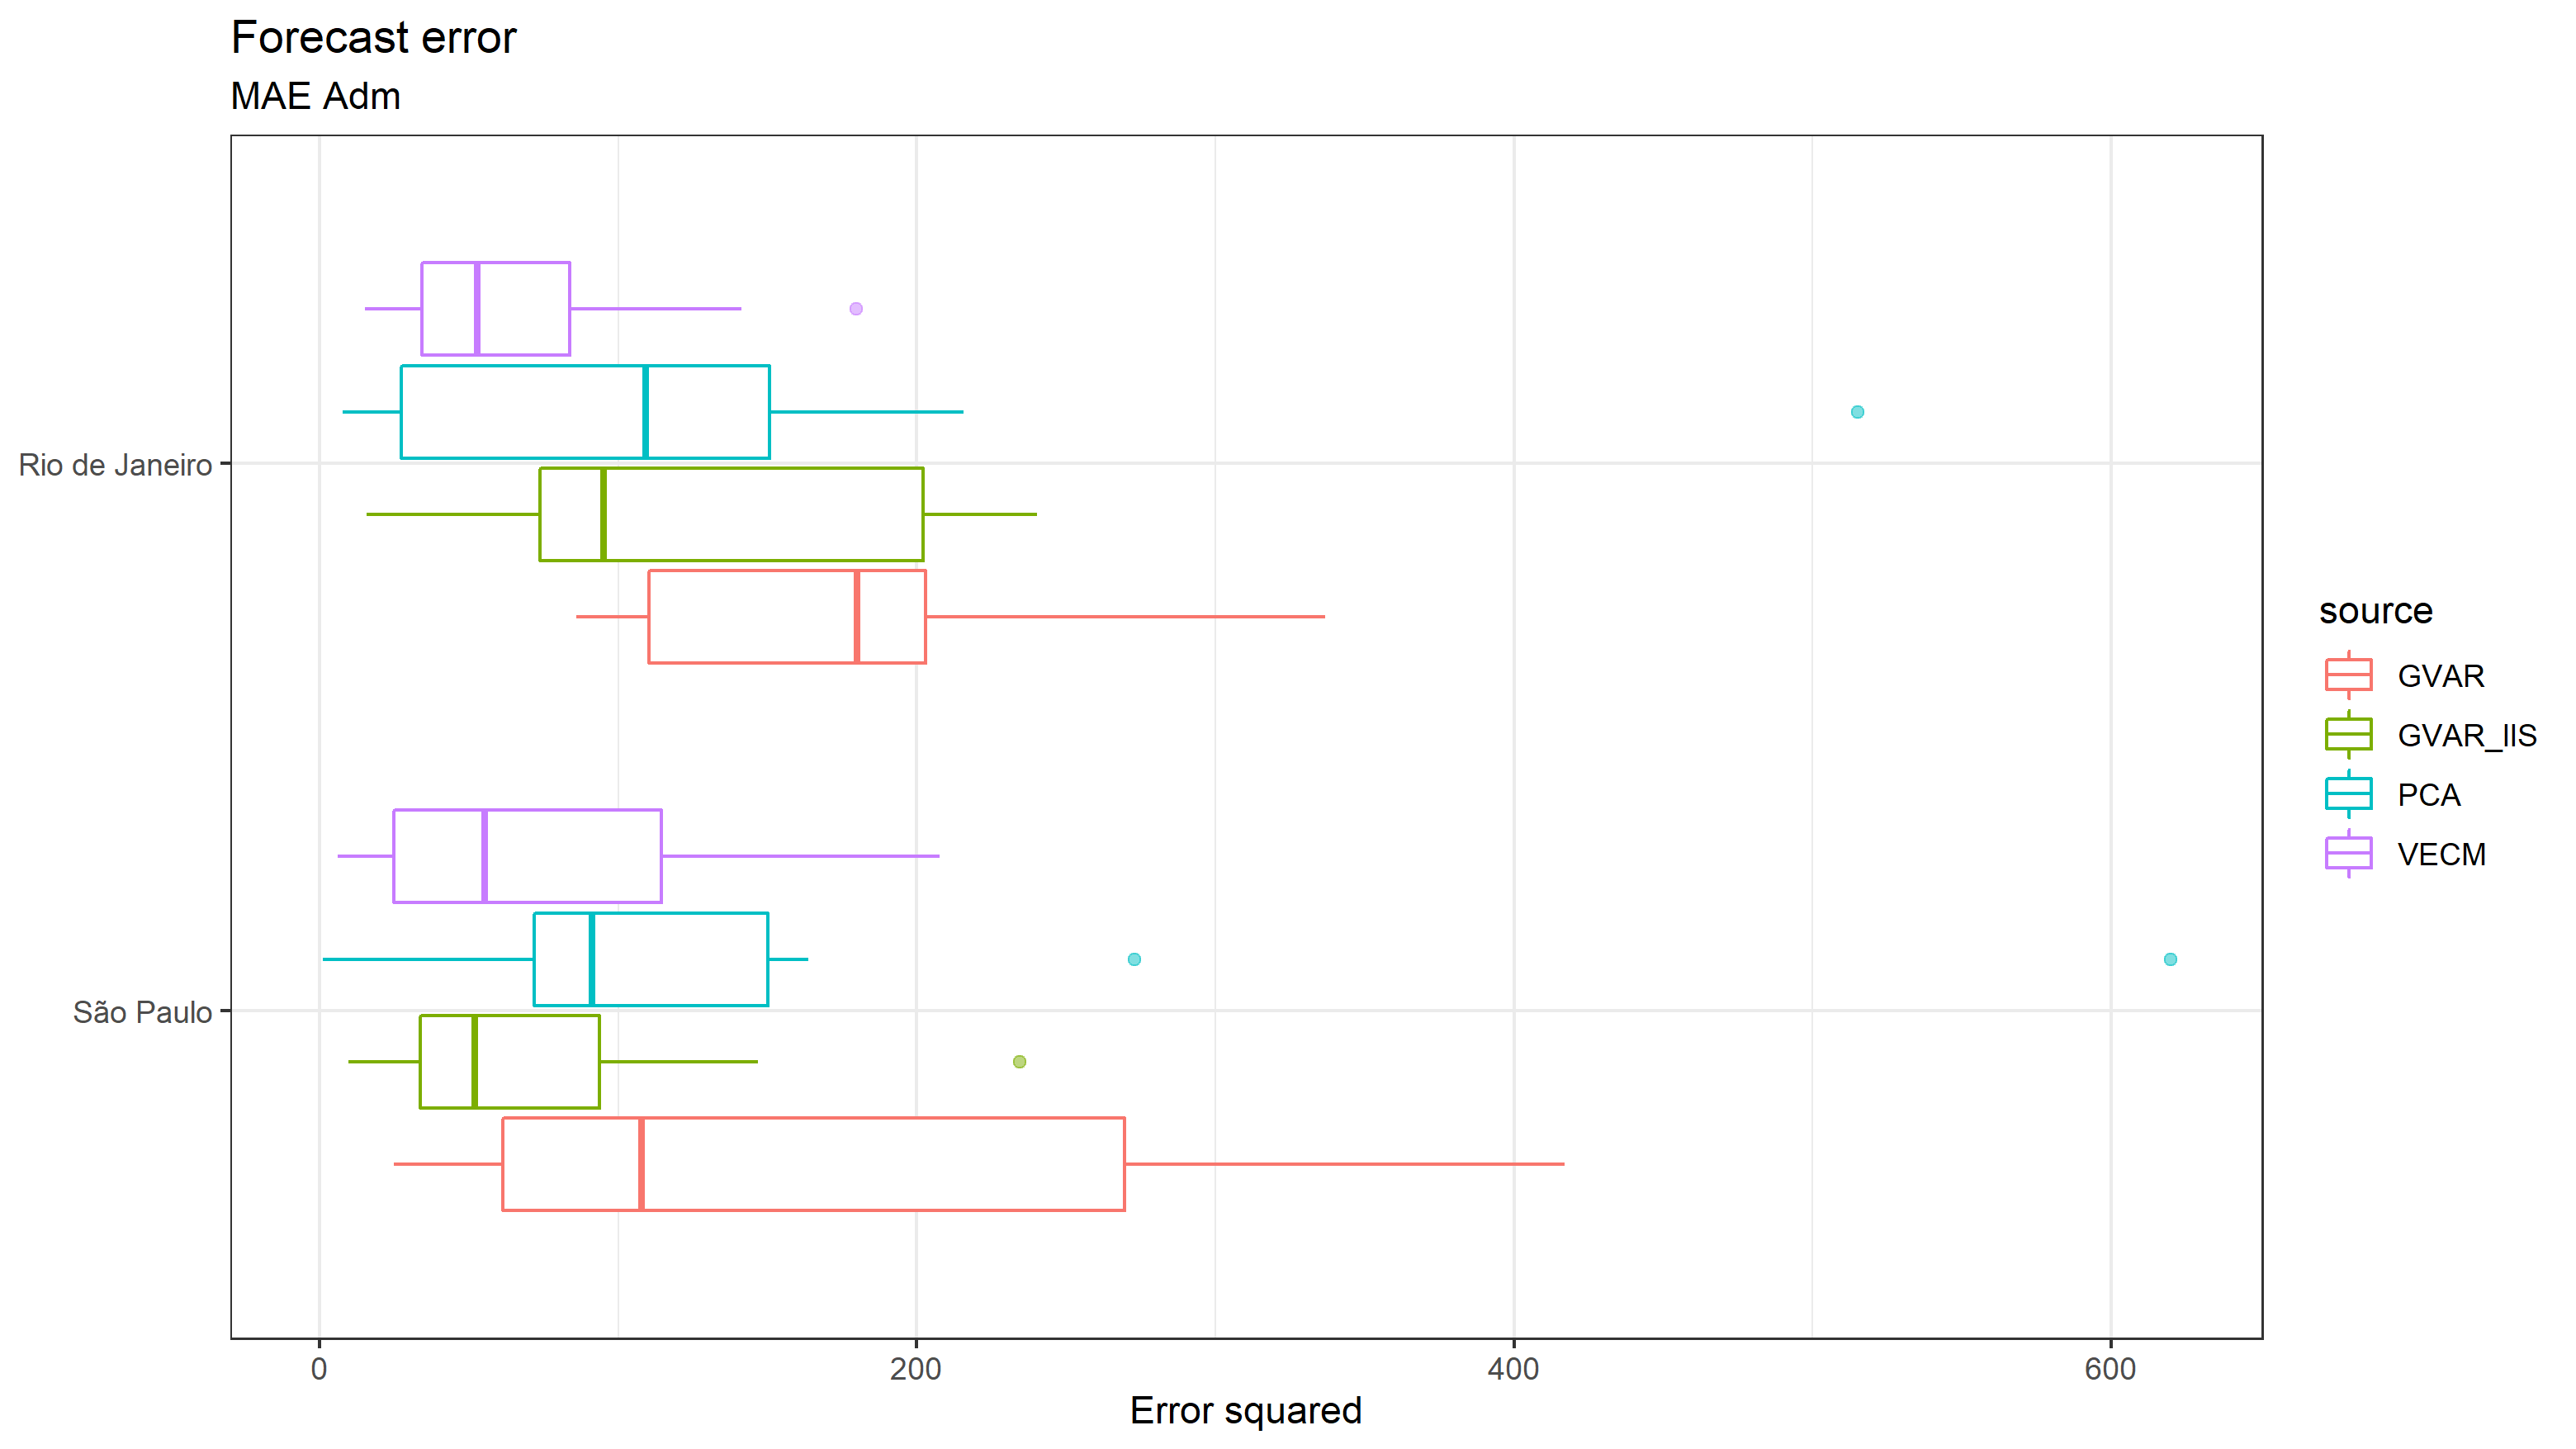 Forecast error
MAE Adm
Rio de Janeiro
São Paulo
0
200
400
600
Error squared
source
GVAR
GVAR_IIS
PCA
VECM